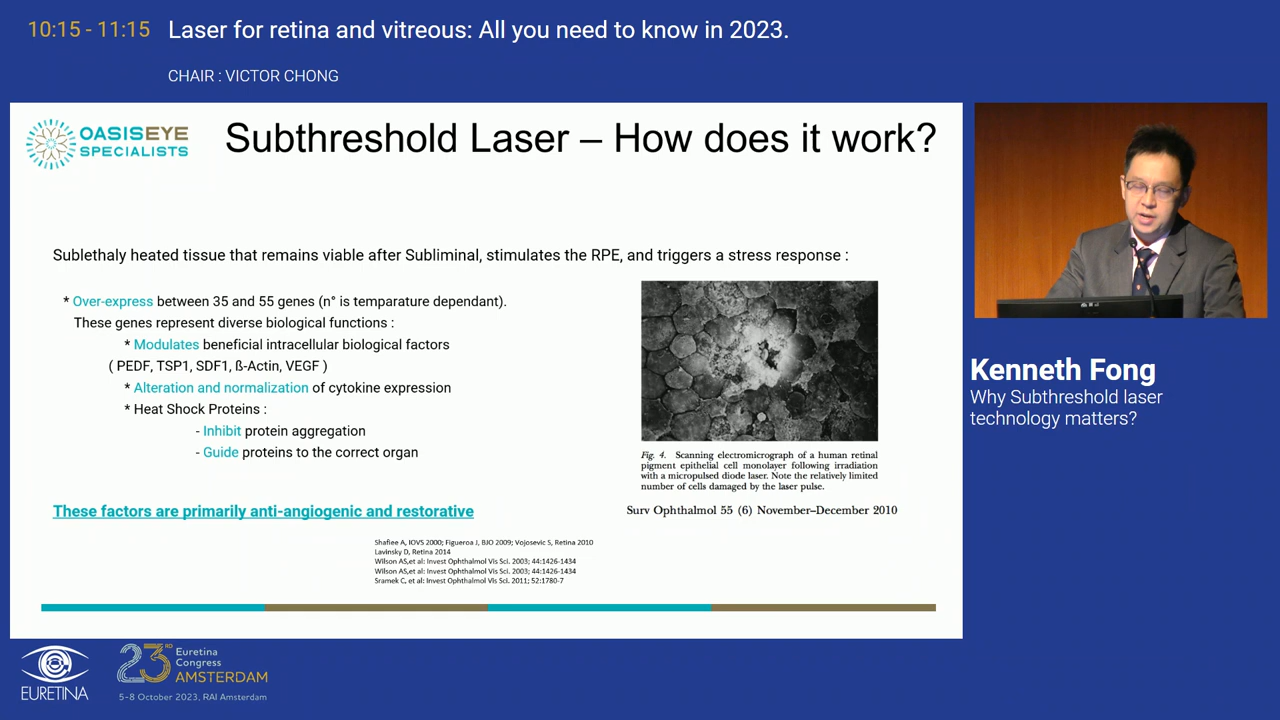 10:15 - 11:15
Laser for retina and vitreous: All you need to know in 2023.
CHAIR : VICTOR CHONG
OASISEYE
SPECIALISTS
Subthreshold Laser – How does it work?
Sublethaly heated tissue that remains viable after Subliminal, stimulates the RPE, and triggers a stress response :
* Over-express between 35 and 55 genes (n° is temparature dependant).
These genes represent diverse biological functions :
* Modulates beneficial intracellular biological factors
( PEDF, TSP1, SDF1, ß-Actin, VEGF )
* Alteration and normalization of cytokine expression
* Heat Shock Proteins :
- Inhibit protein aggregation
- Guide proteins to the correct organ
These factors are primarily anti-angiogenic and restorative
Fig. 4. Scanning electromicrograph of a human retinal
pigment epithelial cell monolayer following irradiation
with a micropulsed diode laser. Note the relatively limited
number of cells damaged by the laser pulse.
Surv Ophthalmol 55 (6) November–December 2010
Shafiee A, IOVS 2000; Figueroa J, BJO 2009; Vojosevic S, Retina 2010
Lavinsky D, Retina 2014
Wilson AS,et al: Invest Ophthalmol Vis Sci. 2003; 44:1426-1434
Wilson AS,et al: Invest Ophthalmol Vis Sci. 2003; 44:1426-1434
Sramek C, et al: Invest Ophthalmol Vis Sci. 2011; 52:1780-7
Kenneth Fong
Why Subthreshold laser
technology matters?
EURETINA
23RD
Euretina
Congress
AMSTERDAM
5-8 October 2023, RAI Amsterdam